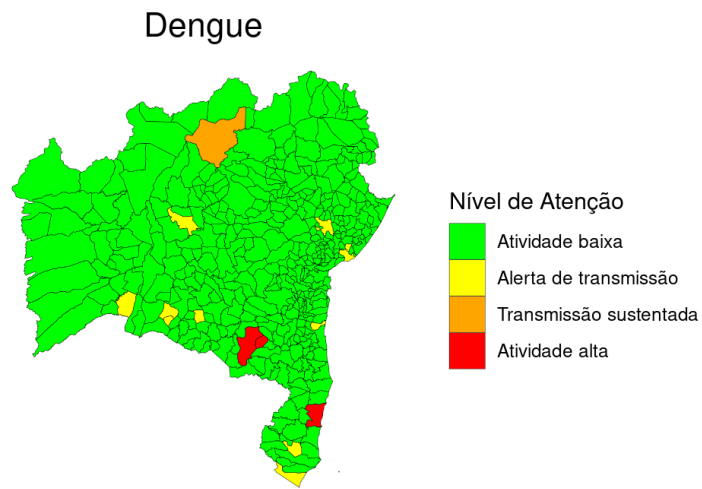 Dengue
Nível de Atenção
Atividade baixa
Alerta de transmissão
Transmissão sustentada
Atividade alta